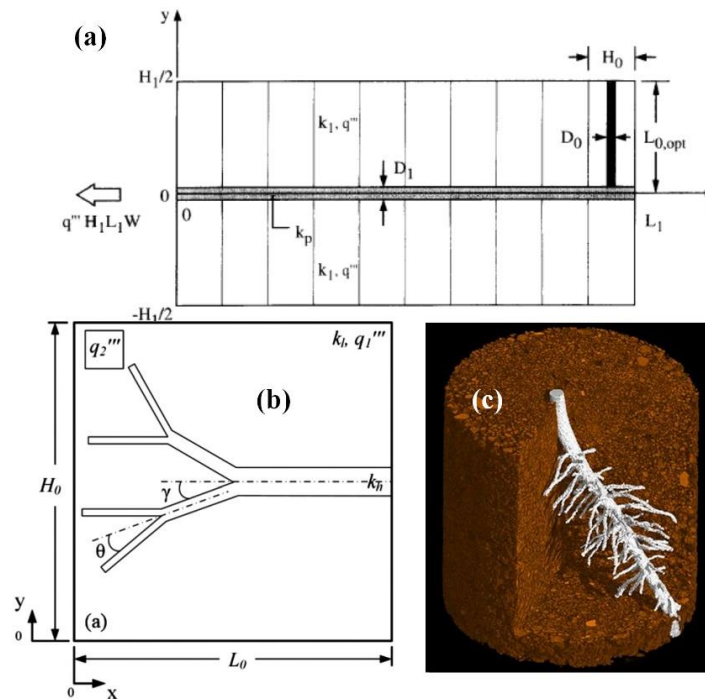 (a)
y
H₁/2
H₀
k₁, q'''
D₀
L₀,opt
D₁
0
q''' H₁L₁W
0
kₚ
L₁
k₁, q'''
-H₁/2
q₂'''
kₗ, q₁'''
(b)
(c)
H₀
γ
kₕ
θ
(a)
y
0
L₀
0
x